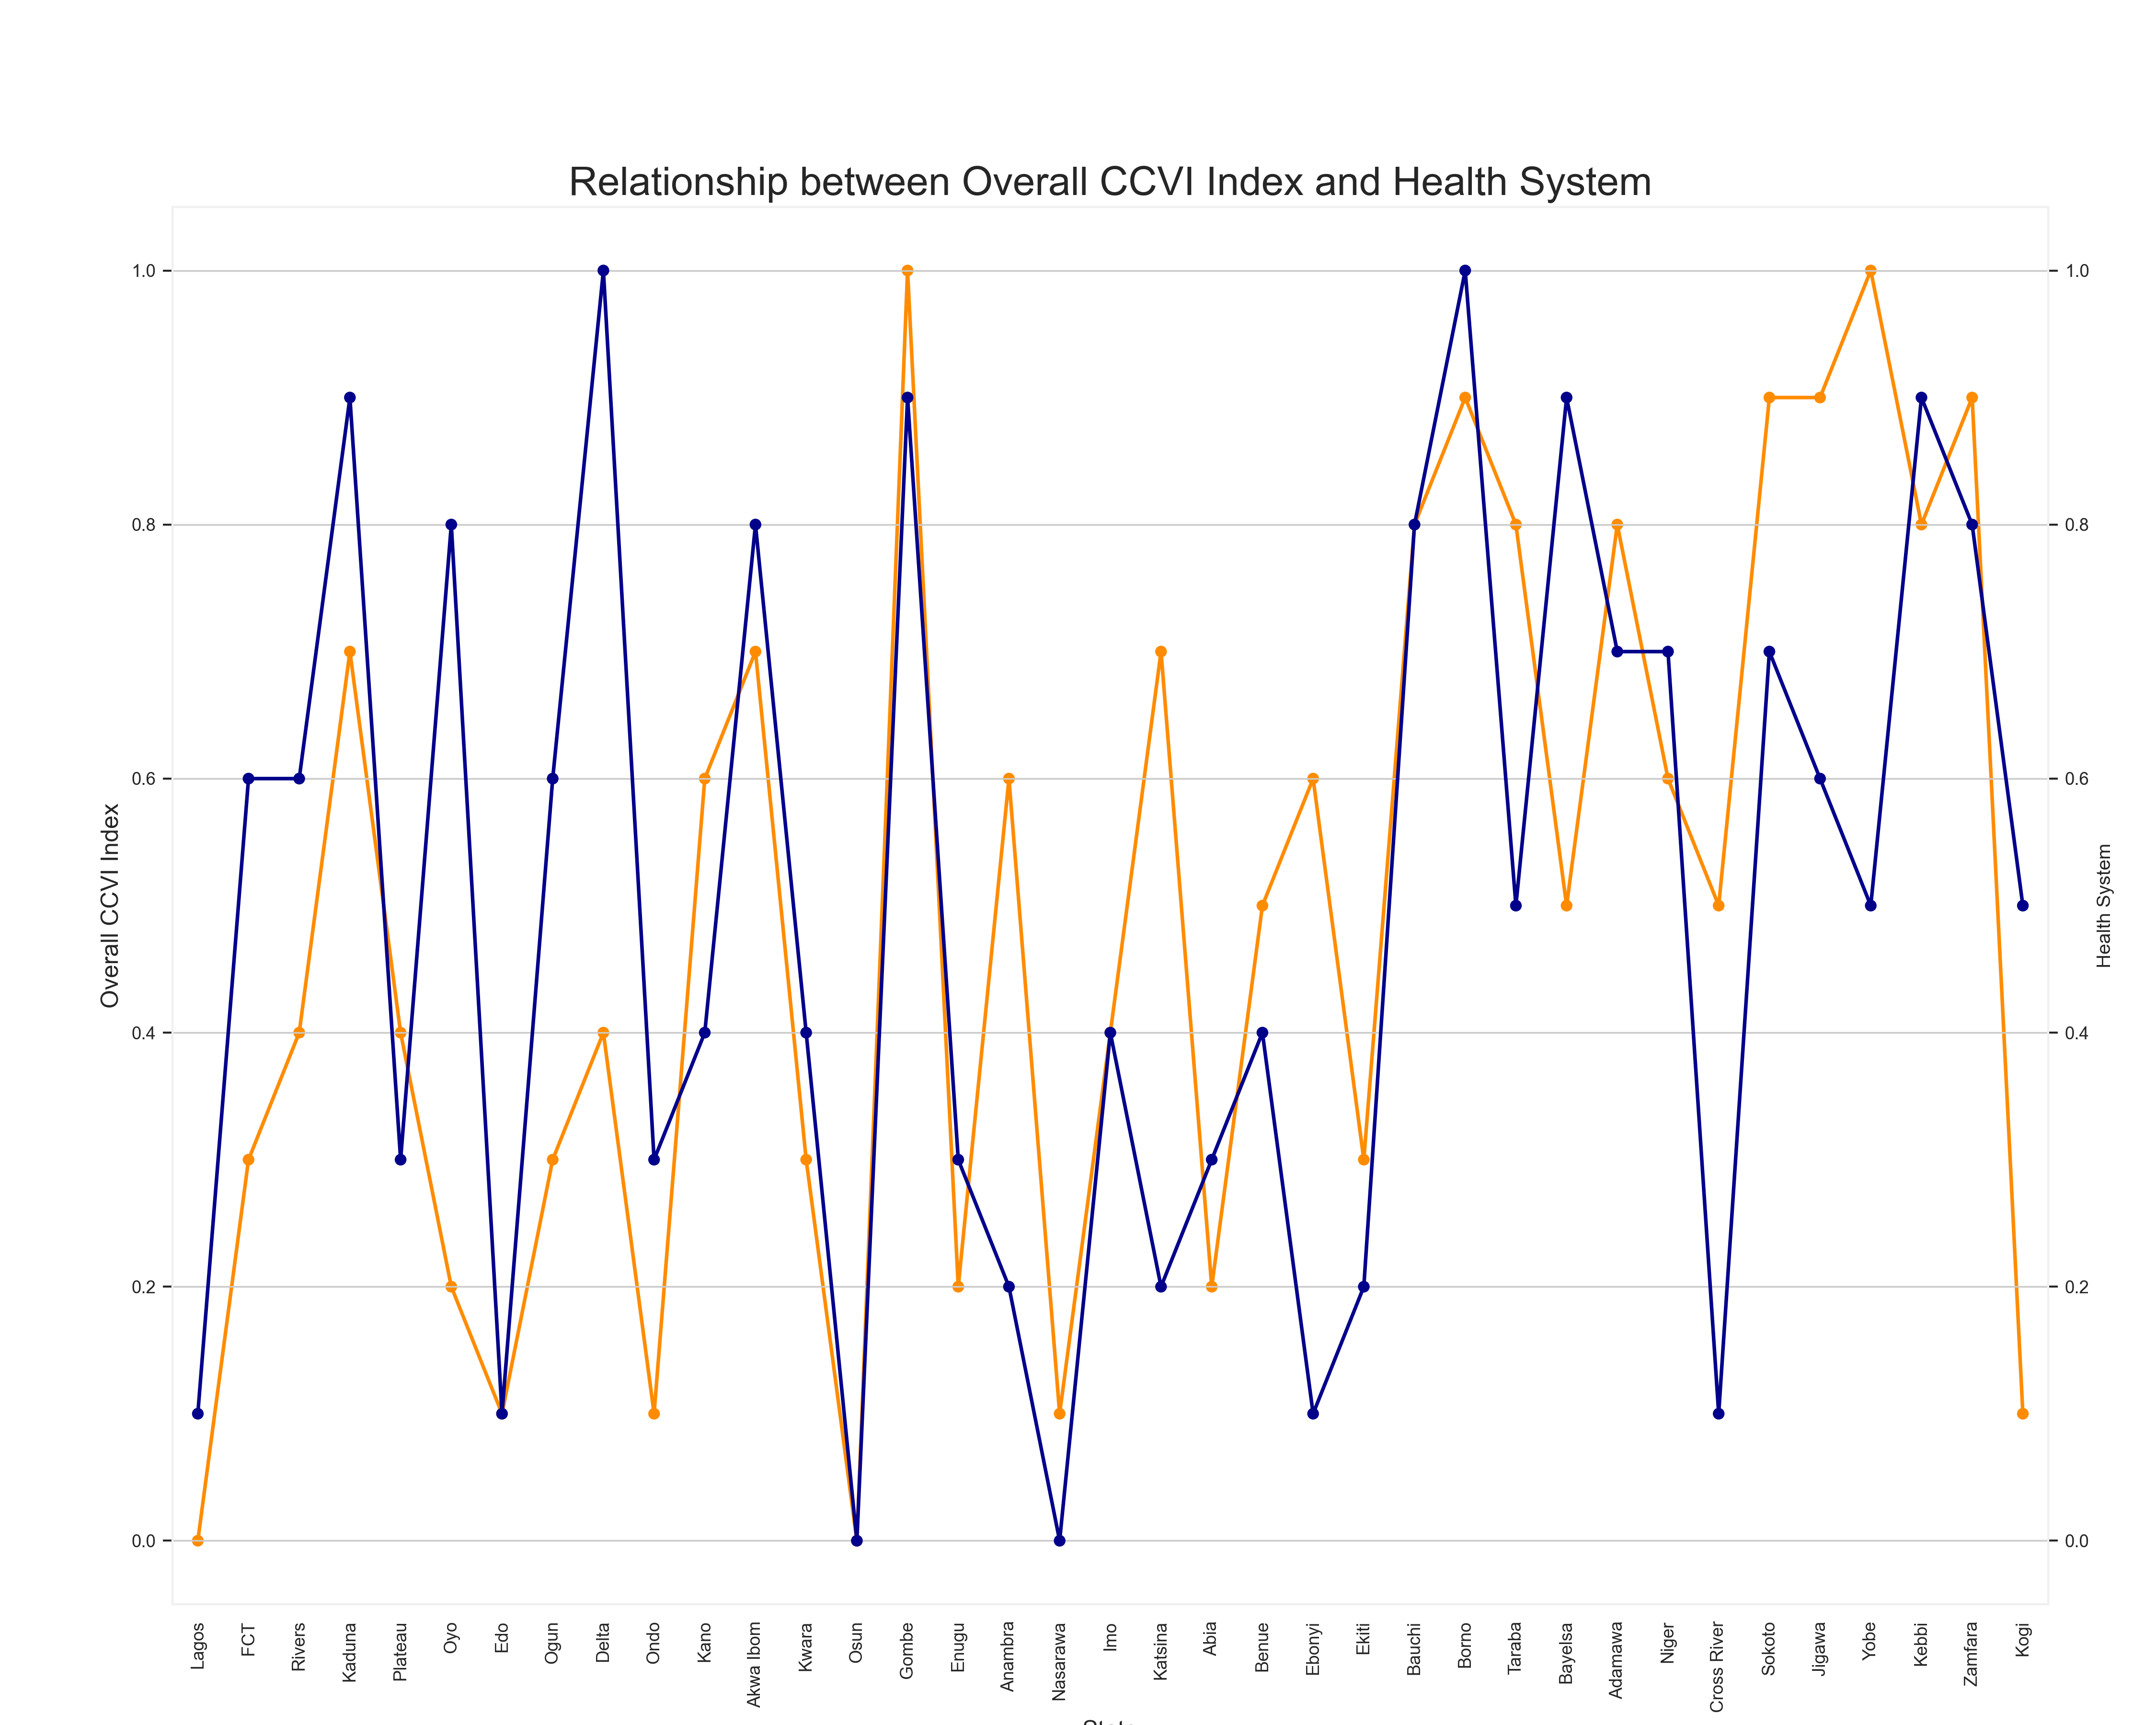 Relationship between Overall CCVI Index and Health System
Overall CCVI Index
1.0
0.8
0.6
0.4
0.2
0.0
1.0
0.8
0.6
0.4
0.2
0.0
Health System
Lagos
FCT
Rivers
Kaduna
Plateau
Oyo
Edo
Ogun
Delta
Ondo
Kano
Akwa Ibom
Kwara
Osun
Gombe
Enugu
Anambra
Nasarawa
Imo
Katsina
Abia
Benue
Ebonyi
Ekiti
Bauchi
Borno
Taraba
Bayelsa
Adamawa
Niger
Cross River
Sokoto
Jigawa
Yobe
Kebbi
Zamfara
Kogi